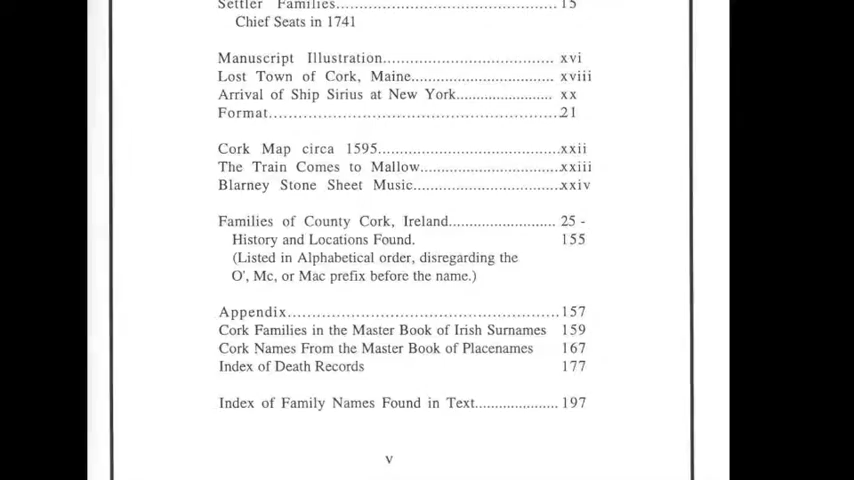 Settler Families................................................ 15
Chief Seats in 1741
Manuscript Illustration..................................... xvi
Lost Town of Cork, Maine............................... xviii
Arrival of Ship Sirius at New York..................... xx
Format...............................................................21
Cork Map circa 1595........................................xxii
The Train Comes to Mallow..............................xxiii
Blarney Stone Sheet Music................................xxiv
Families of County Cork, Ireland....................... 25 -
History and Locations Found. 155
(Listed in Alphabetical order, disregarding the
O', Mc, or Mac prefix before the name.)
Appendix...........................................................157
Cork Families in the Master Book of Irish Surnames 159
Cork Names From the Master Book of Placenames 167
Index of Death Records 177
Index of Family Names Found in Text.................. 197
v